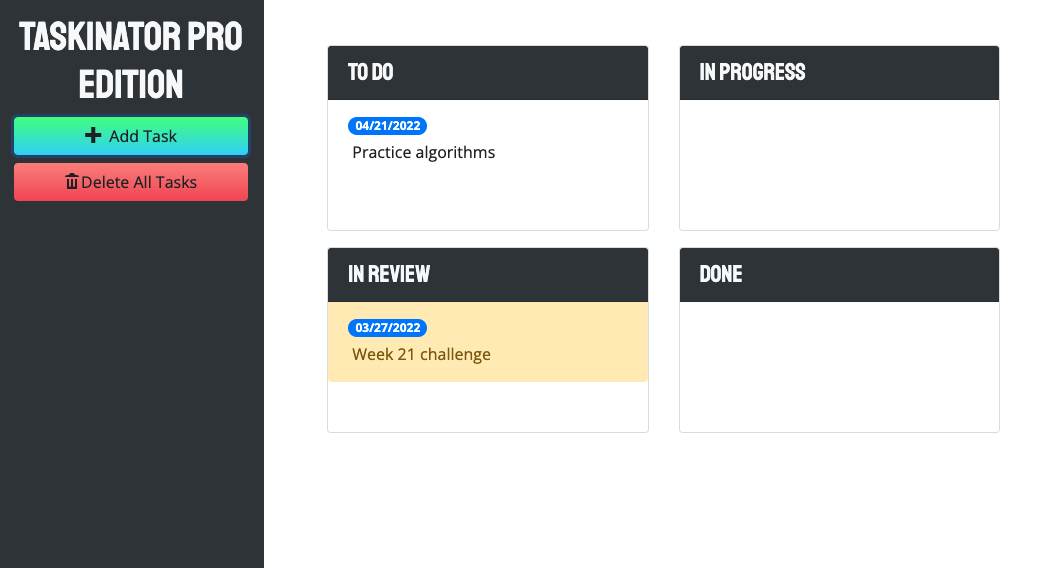 TASKINATOR PRO
EDITION
Add Task
Delete All Tasks
TO DO
04/21/2022
Practice algorithms
IN PROGRESS
IN REVIEW
03/27/2022
Week 21 challenge
DONE